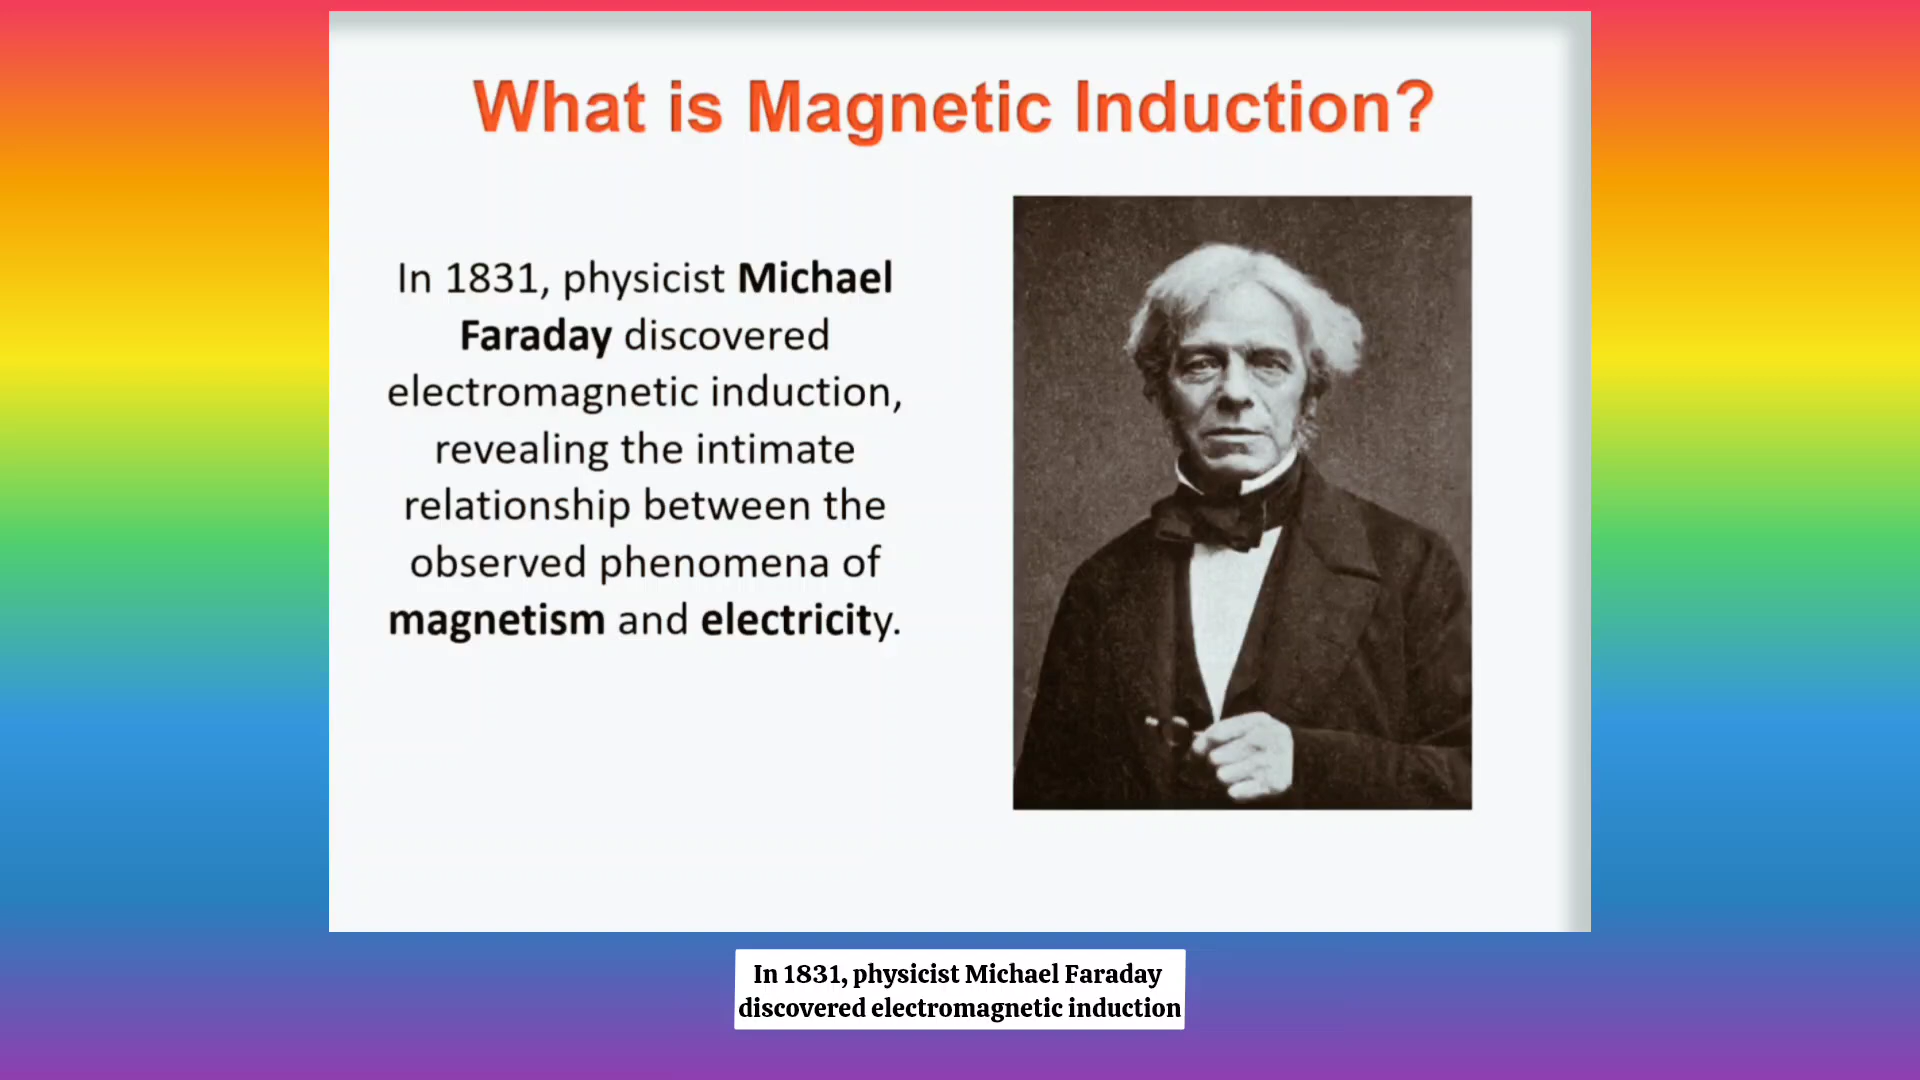 What is Magnetic Induction?
In 1831, physicist Michael
Faraday discovered
electromagnetic induction,
revealing the intimate
relationship between the
observed phenomena of
magnetism and electricity.
In 1831, physicist Michael Faraday
discovered electromagnetic induction